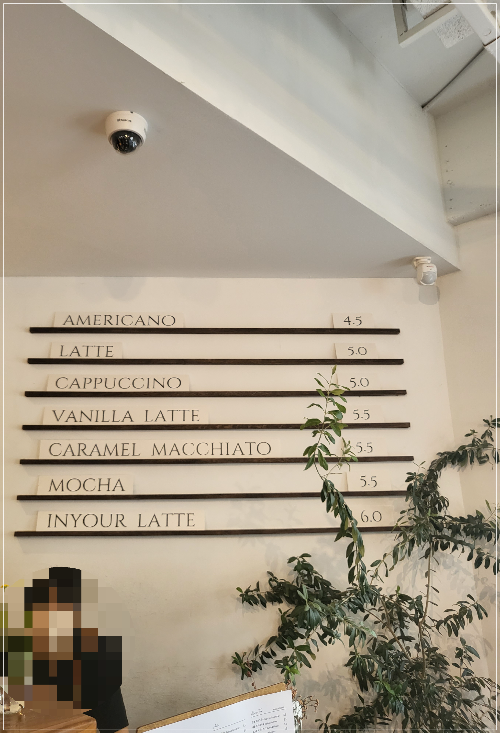 AMERICANO 4.5
LATTE 5.0
CAPPUCCINO 5.0
VANILLA LATTE 5.5
CARAMEL MACCHIATO 5.5
MOCHA 5.5
INYOUR LATTE 6.0